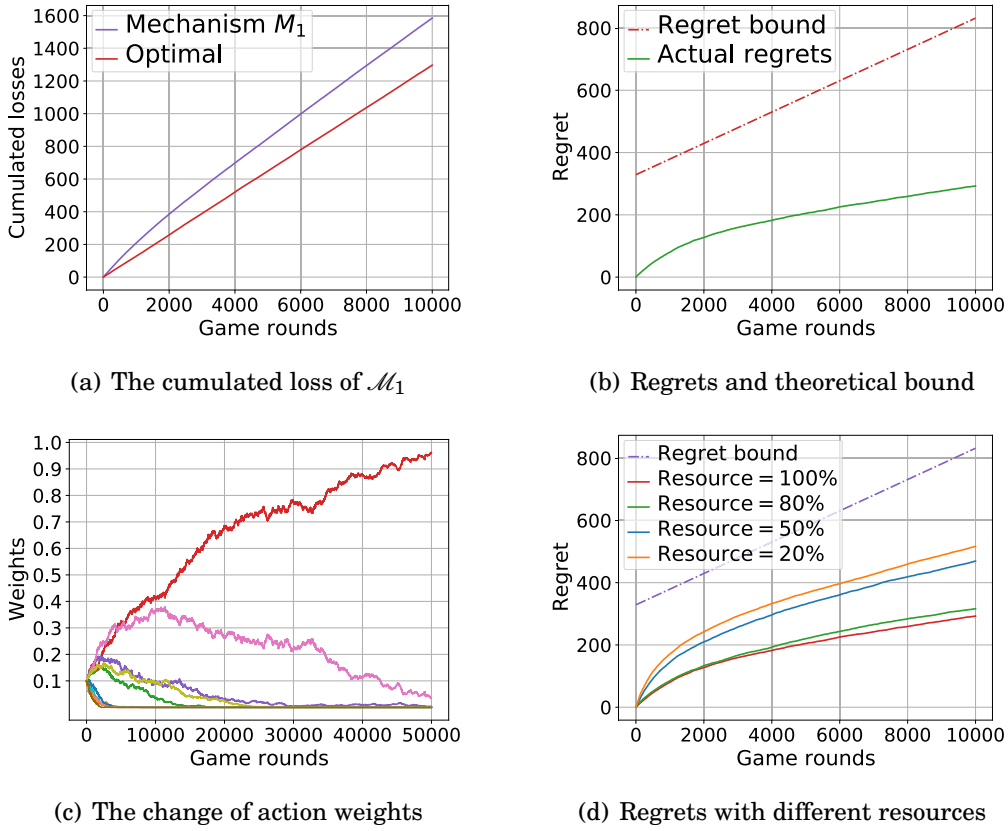 1600
1400
1200
1000
800
600
400
200
0
Cumulated losses
Mechanism M₁
Optimal
0 2000 4000 6000 8000 10000
Game rounds
(a) The cumulated loss of ℳ₁
800
600
400
200
0
Regret
Regret bound
Actual regrets
0 2000 4000 6000 8000 10000
Game rounds
(b) Regrets and theoretical bound
1.0
0.9
0.8
0.7
0.6
0.5
0.4
0.3
0.2
0.1
Weights
0 10000 20000 30000 40000 50000
Game rounds
(c) The change of action weights
800
600
400
200
0
Regret
Regret bound
Resource = 100%
Resource = 80%
Resource = 50%
Resource = 20%
0 2000 4000 6000 8000 10000
Game rounds
(d) Regrets with different resources